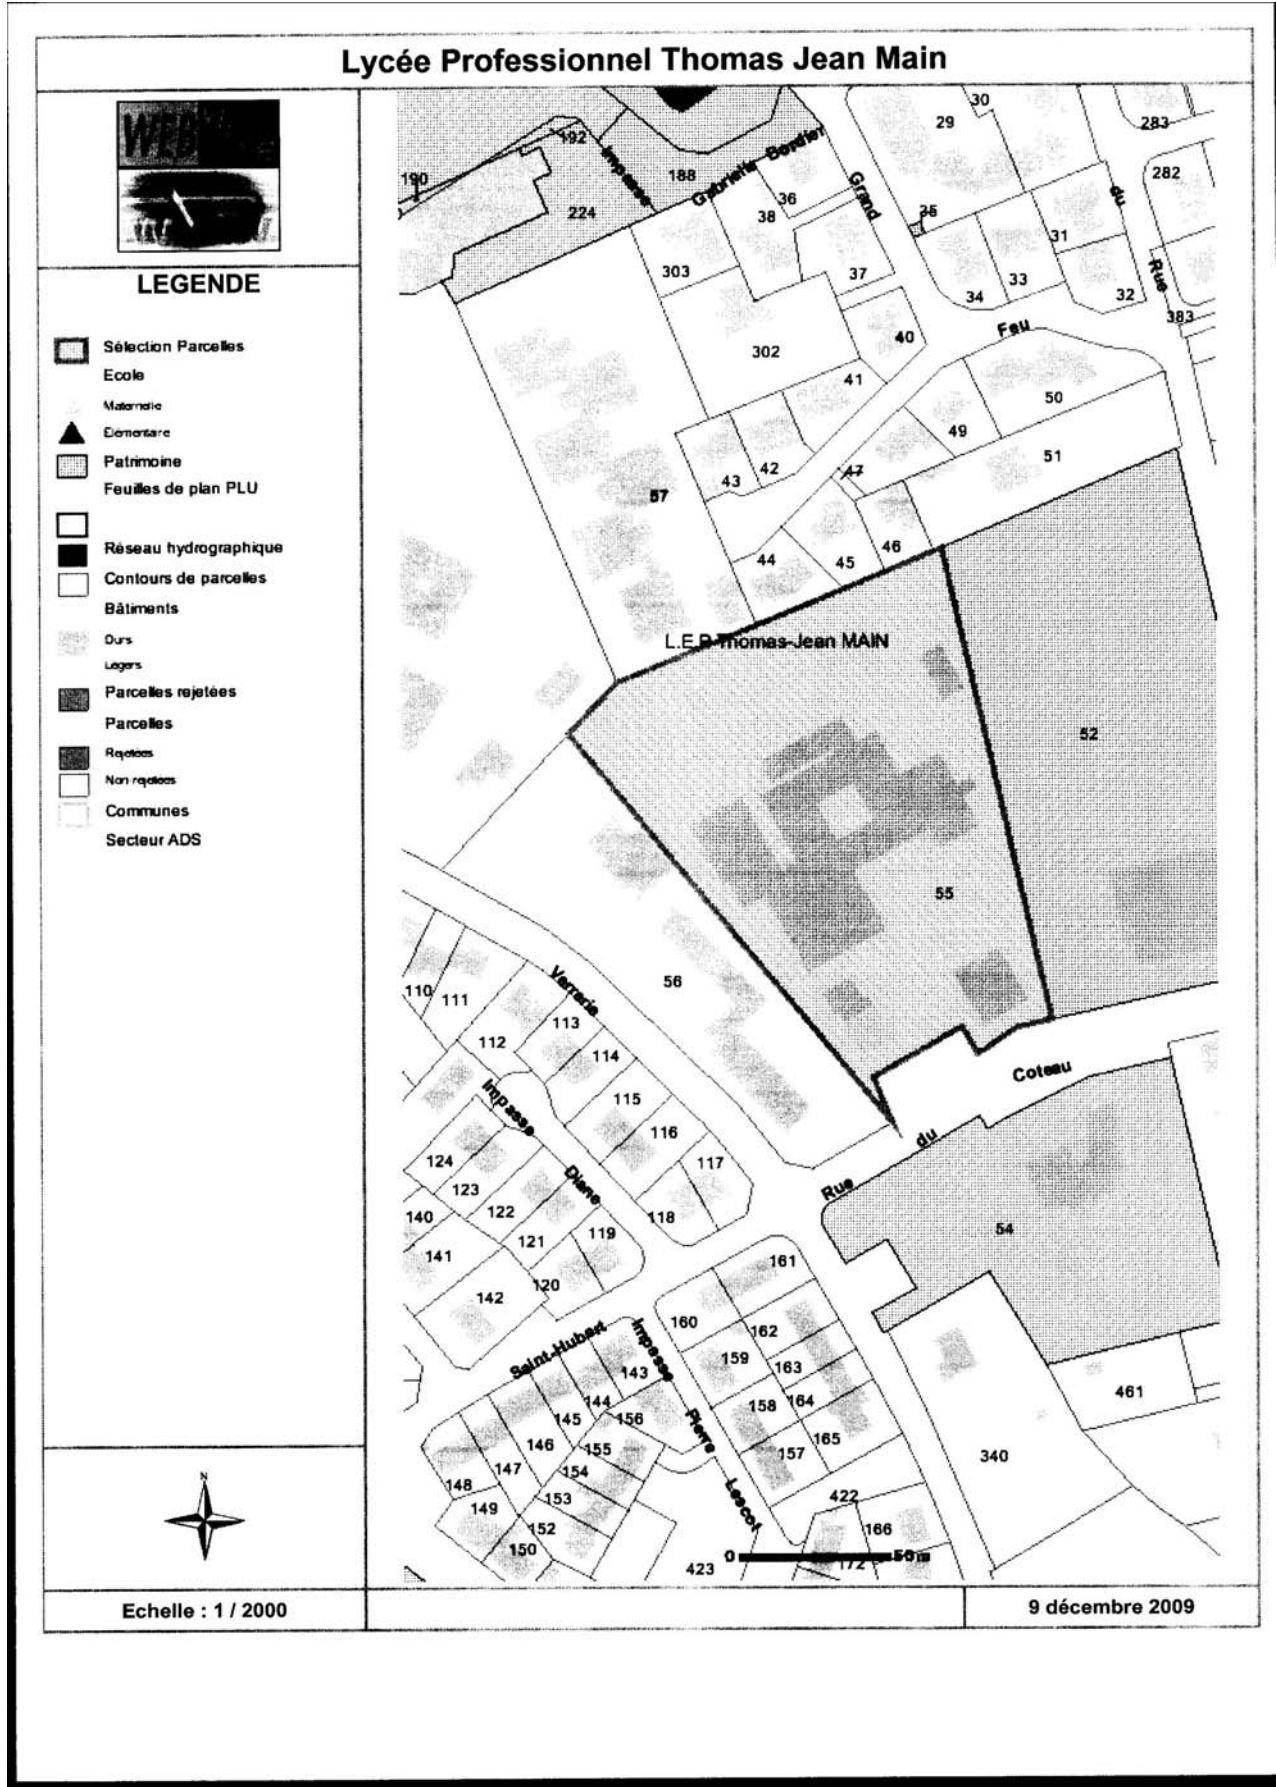 Lycée Professionnel Thomas Jean Main
LEGENDE
Sélection Parcelles
Ecole
Maternelle
Elémentaire
Patrimoine
Feuilles de plan PLU
Réseau hydrographique
Contours de parcelles
Bâtiments
Durs
Légers
Parcelles rejetées
Parcelles
Rejetées
Non rejetées
Communes
Secteur ADS
N
Echelle : 1 / 2000
9 décembre 2009
192
190
224
Impasse
188
Gabrielle Bordier
36
38
Grand
37
303
302
29
30
283
282
35
du
31
33
34
32
Rue
383
Feu
40
41
50
49
51
47
43
42
57
44
45
46
L.E.P Thomas-Jean MAIN
52
55
56
110
111
Verrerie
112
113
114
115
116
117
118
Impasse
Diane
124
123
122
121
120
119
140
141
142
Coteau
du
Rue
54
161
160
162
159
163
158
164
157
165
Saint-Hubert
Impasse
Pierre
Lescot
143
144
145
146
147
148
149
156
155
154
153
152
150
461
340
422
166
172
423
0
50 m